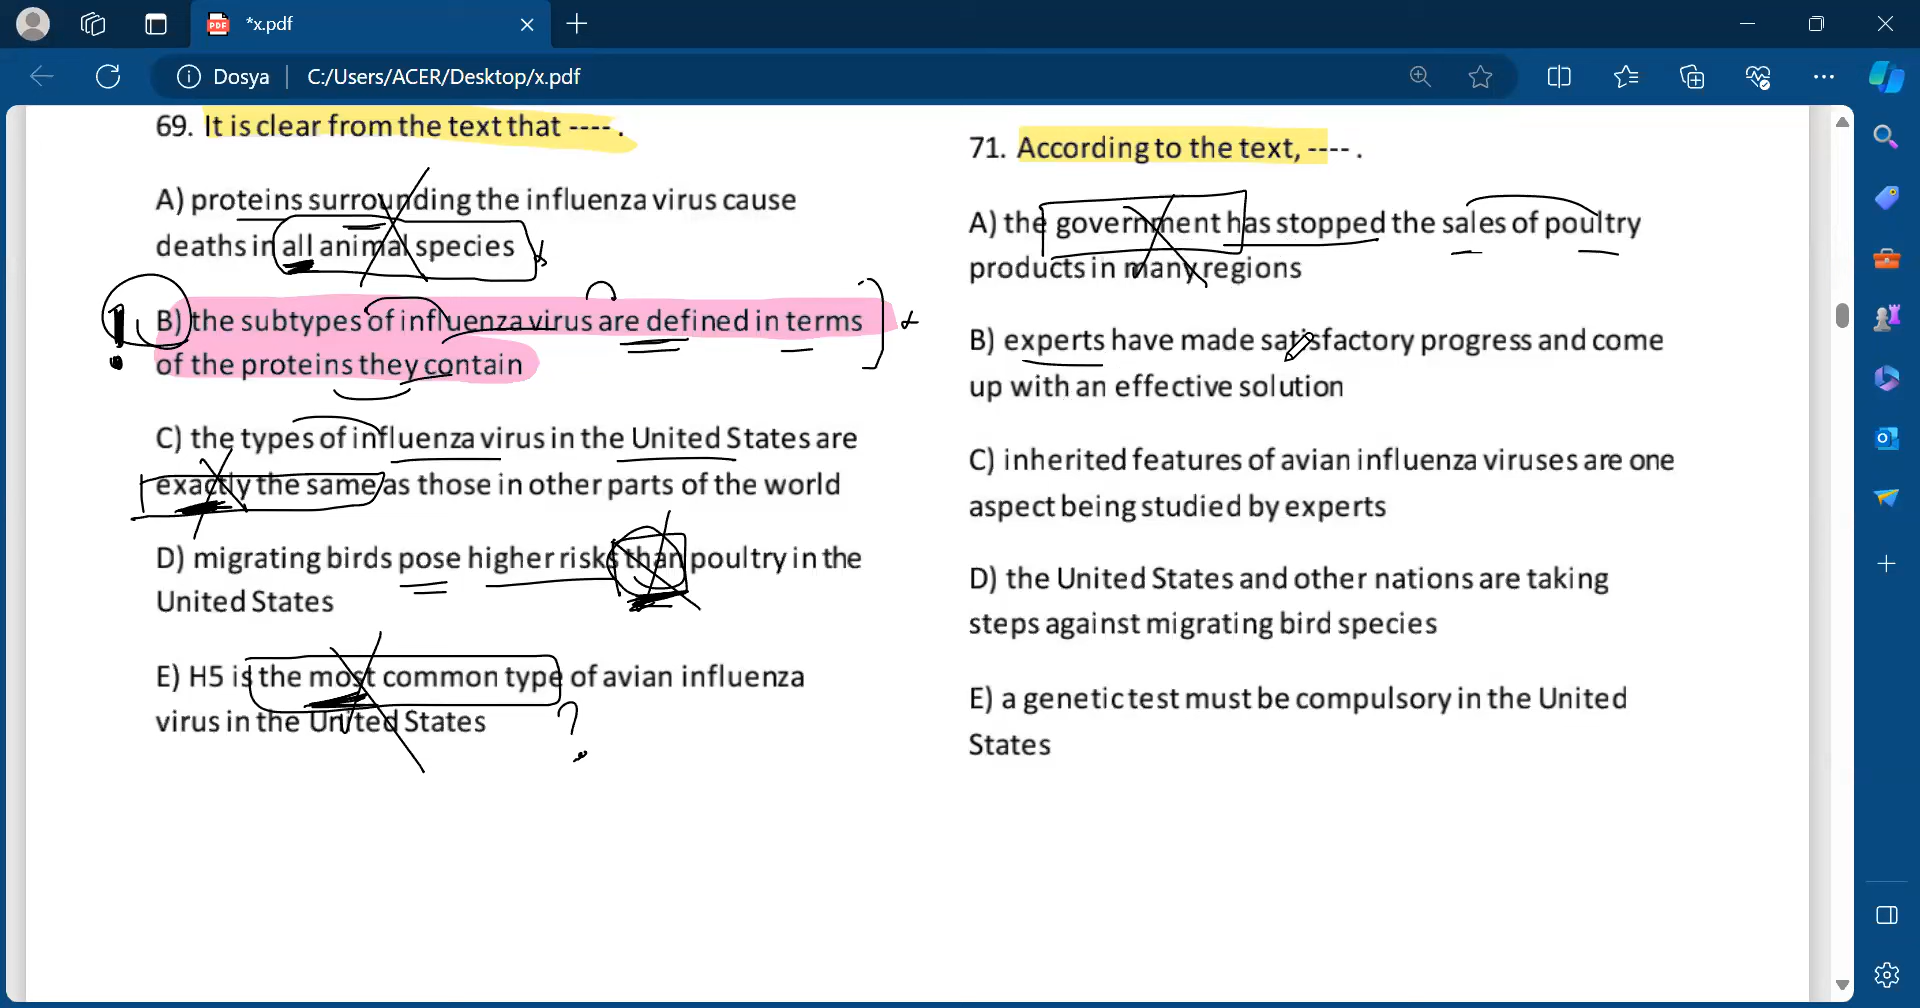 *x.pdf
Dosya
C:/Users/ACER/Desktop/x.pdf
69. It is clear from the text that ---- .
A) proteins surrounding the influenza virus cause
deaths in all animal species
B) the subtypes of influenza virus are defined in terms
of the proteins they contain
C) the types of influenza virus in the United States are
exactly the same as those in other parts of the world
D) migrating birds pose higher risks than poultry in the
United States
E) H5 is the most common type of avian influenza
virus in the United States
?
71. According to the text, ---- .
A) the government has stopped the sales of poultry
products in many regions
B) experts have made satisfactory progress and come
up with an effective solution
C) inherited features of avian influenza viruses are one
aspect being studied by experts
D) the United States and other nations are taking
steps against migrating bird species
E) a genetic test must be compulsory in the United
States